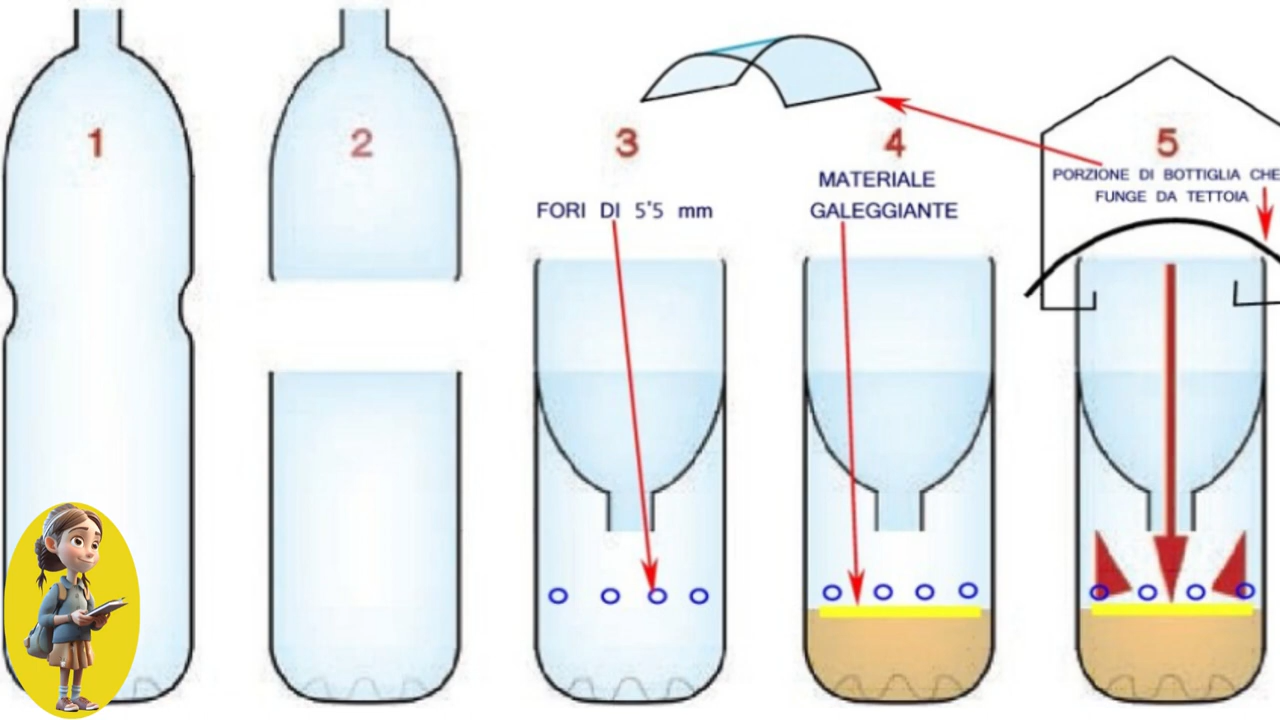 1
2
3
4
5
FORI DI 5'5 mm
MATERIALE
GALEGGIANTE
PORZIONE DI BOTTIGLIA CHE
FUNGE DA TETTOIA